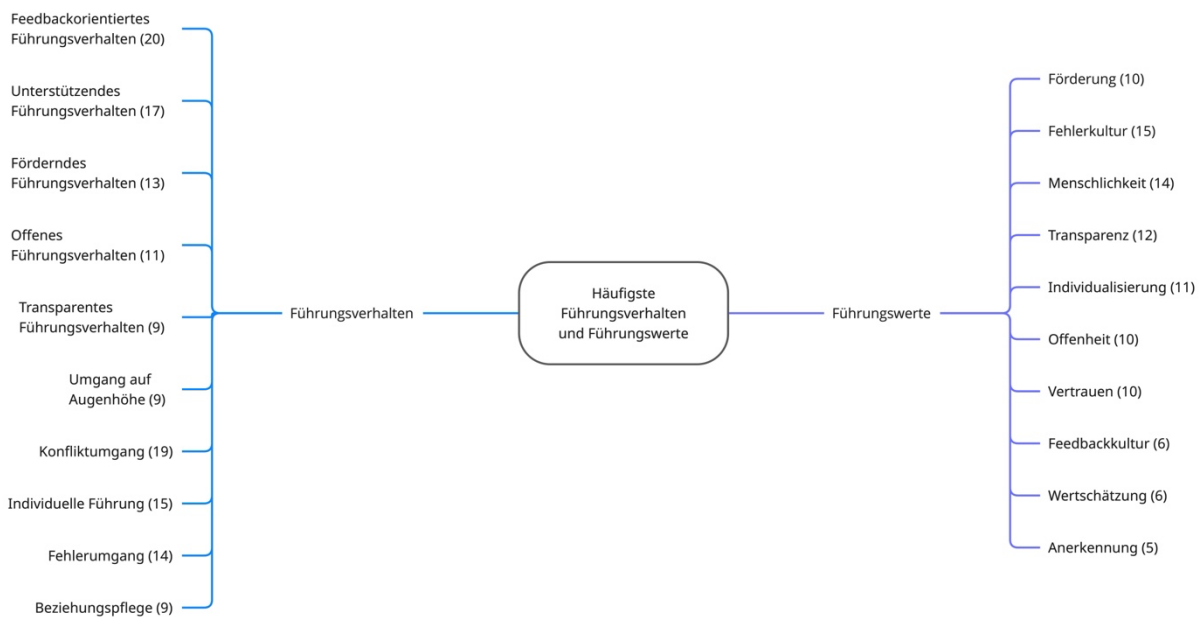 Feedbackorientiertes
Führungsverhalten (20)
Unterstützendes
Führungsverhalten (17)
Förderndes
Führungsverhalten (13)
Offenes
Führungsverhalten (11)
Transparentes
Führungsverhalten (9)
Umgang auf
Augenhöhe (9)
Konfliktumgang (19)
Individuelle Führung (15)
Fehlerumgang (14)
Beziehungspflege (9)
Führungsverhalten
Häufigste
Führungsverhalten
und Führungswerte
Führungswerte
Förderung (10)
Fehlerkultur (15)
Menschlichkeit (14)
Transparenz (12)
Individualisierung (11)
Offenheit (10)
Vertrauen (10)
Feedbackkultur (6)
Wertschätzung (6)
Anerkennung (5)